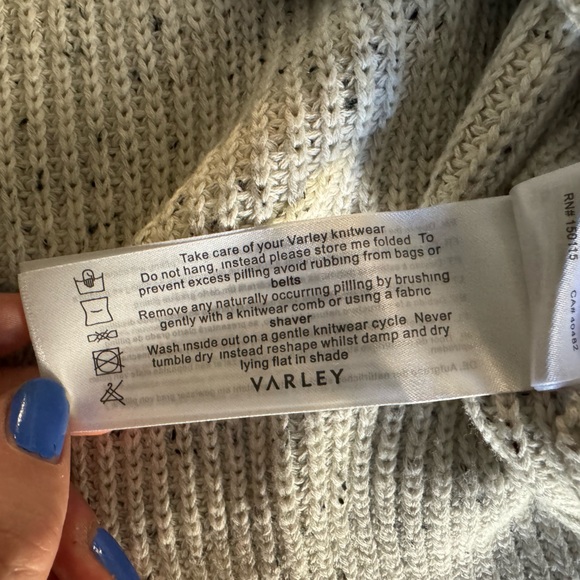 Take care of your Varley knitwear
Do not hang, instead please store me folded To
prevent excess pilling avoid rubbing from bags or
belts
Remove any naturally occurring pilling by brushing
gently with a knitwear comb or using a fabric
shaver
Wash inside out on a gentle knitwear cycle Never
tumble dry instead reshape whilst damp and dry
lying flat in shade
VARLEY
RN# 150115
CA# 40482